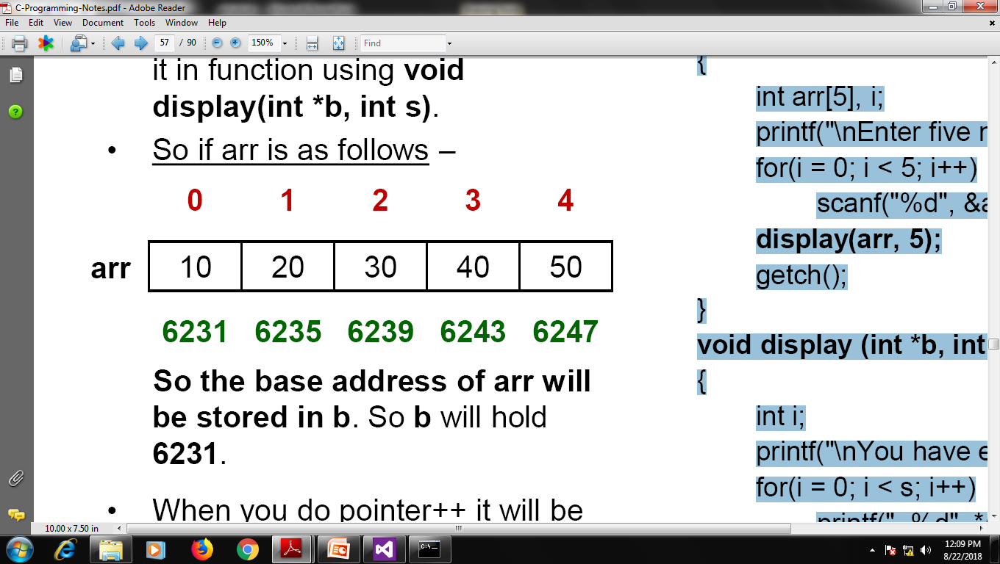 C-Programming-Notes.pdf - Adobe Reader
File Edit View Document Tools Window Help
57 / 90 150% Find
it in function using void
display(int *b, int s).
• So if arr is as follows –
0 1 2 3 4
arr 10 20 30 40 50
6231 6235 6239 6243 6247
So the base address of arr will
be stored in b. So b will hold
6231.
• When you do pointer++ it will be
{
int arr[5], i;
printf("\nEnter five
for(i = 0; i < 5; i++)
scanf("%d", &a
display(arr, 5);
getch();
}
void display (int *b, int
{
int i;
printf("\nYou have e
for(i = 0; i < s; i++)
10.00 x 7.50 in
12:09 PM
8/22/2018